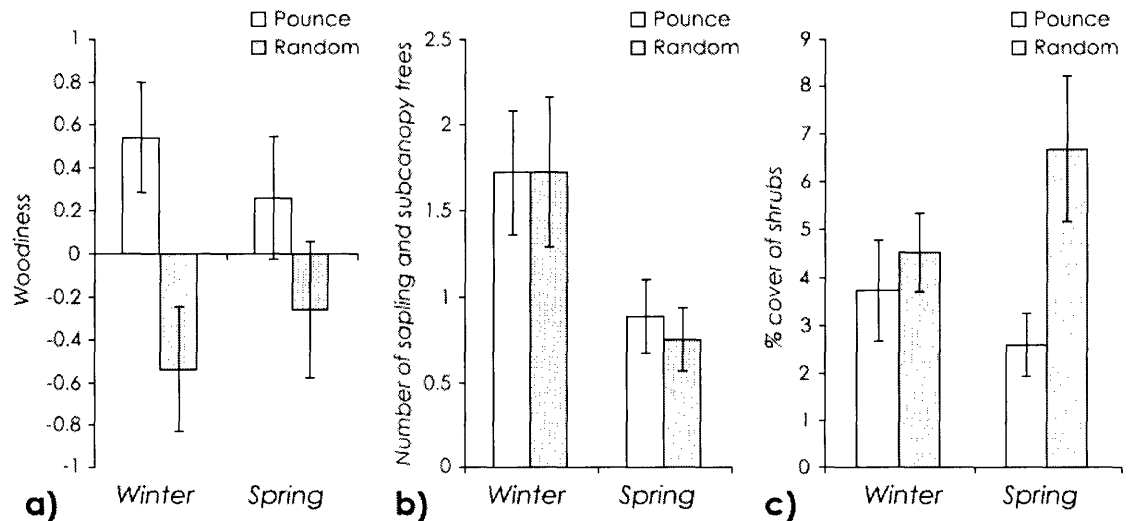 Pounce
Random
1
0.8
0.6
0.4
0.2
0
-0.2
-0.4
-0.6
-0.8
-1
Woodiness
Winter
Spring
a)
Pounce
Random
2.5
2
1.5
1
0.5
0
Number of sapling and subcanopy trees
Winter
Spring
b)
Pounce
Random
9
8
7
6
5
4
3
2
1
0
% cover of shrubs
Winter
Spring
c)